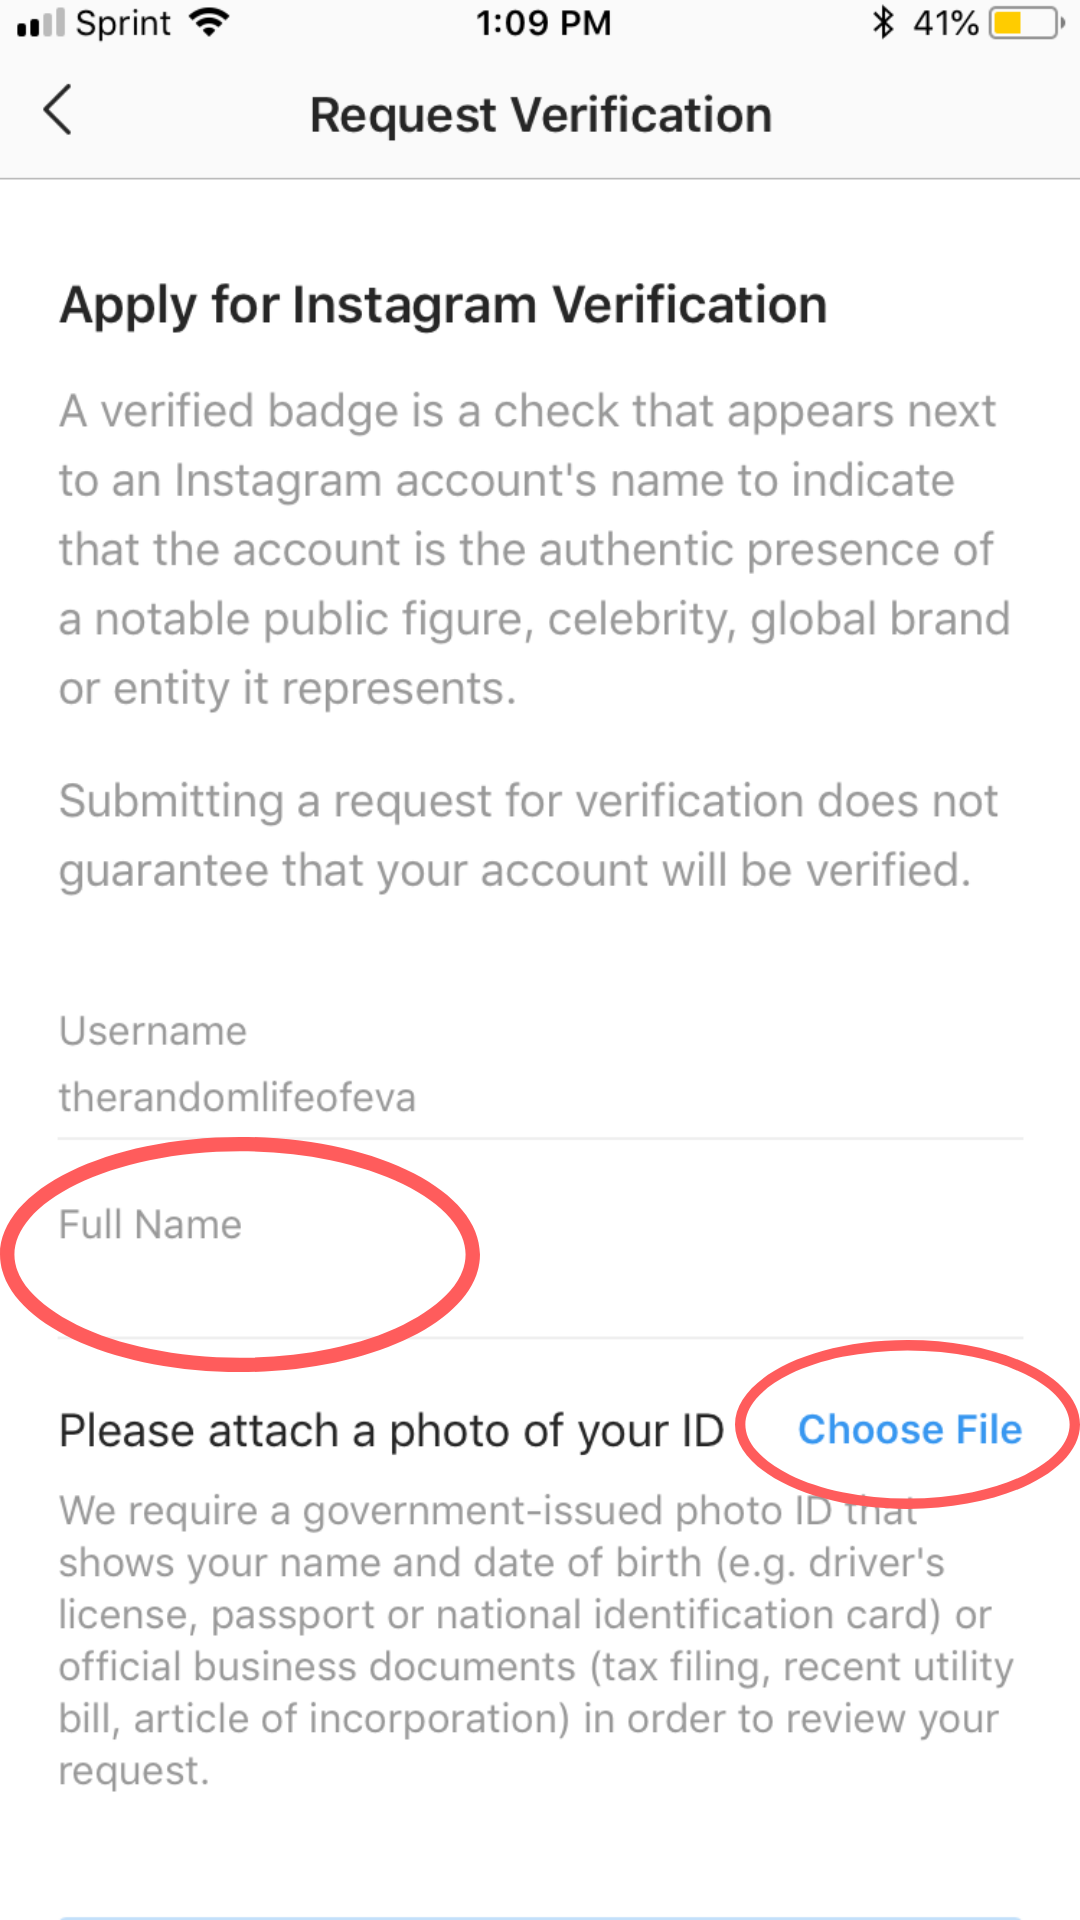 Sprint 1:09 PM 41%
Request Verification
Apply for Instagram Verification
A verified badge is a check that appears next
to an Instagram account's name to indicate
that the account is the authentic presence of
a notable public figure, celebrity, global brand
or entity it represents.
Submitting a request for verification does not
guarantee that your account will be verified.
Username
therandomlifeofeva
Full Name
Please attach a photo of your ID Choose File
We require a government-issued photo ID that
shows your name and date of birth (e.g. driver's
license, passport or national identification card) or
official business documents (tax filing, recent utility
bill, article of incorporation) in order to review your
request.